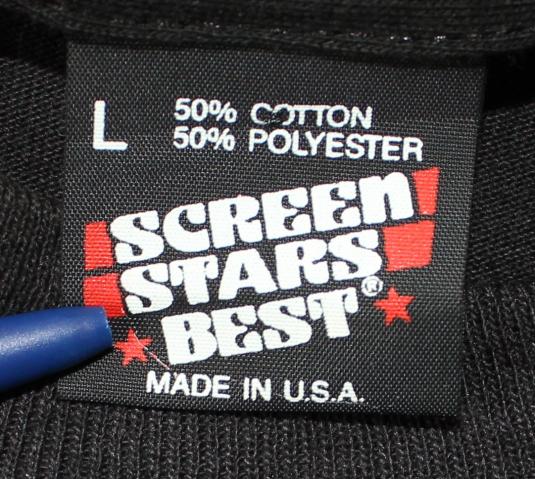 L 50% COTTON
50% POLYESTER
SCREEN
STARS
BEST®
MADE IN U.S.A.